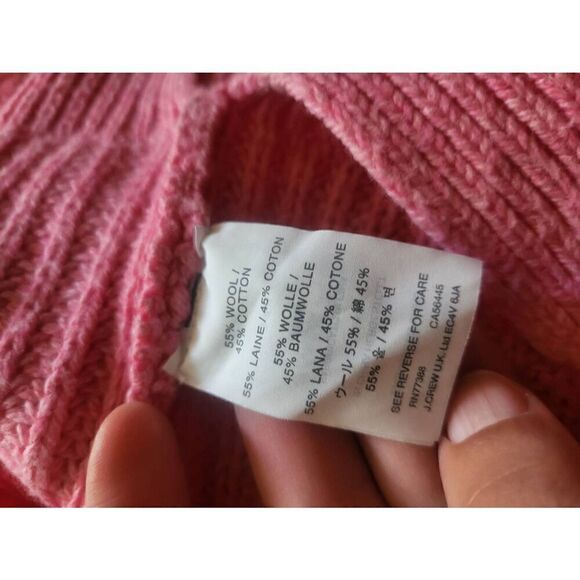 55% WOOL /
45% COTTON
55% LAINE / 45% COTON
55% WOLLE /
45% BAUMWOLLE
55% LANA / 45% COTONE
ウール 55% / 綿 45%
55% 울 / 45% 면
SEE REVERSE FOR CARE
RN77388 CA56445
J.CREW U.K. Ltd EC4V 6JA